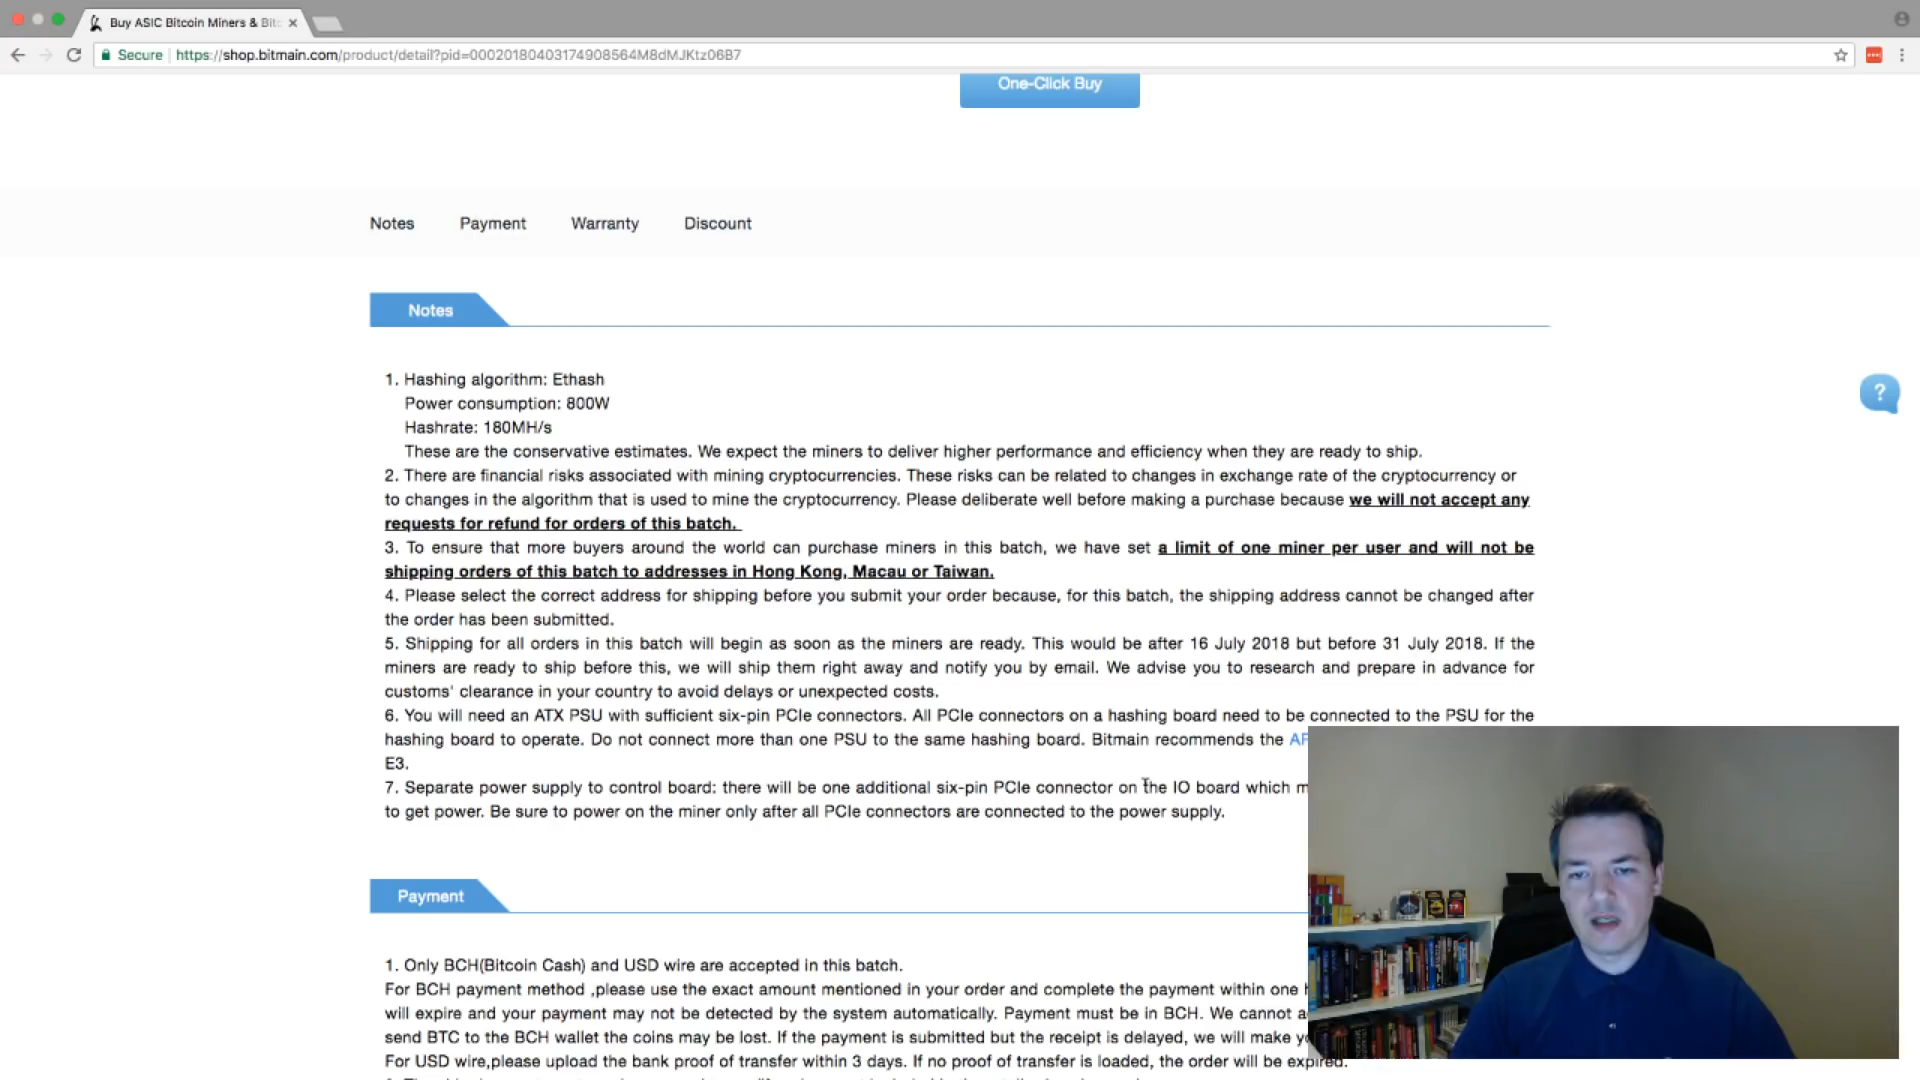 Buy ASIC Bitcoin Miners & Bit
Secure https://shop.bitmain.com/product/detail?pid=00020180403174908564M8dMJKtz06B7
One-Click Buy
Notes Payment Warranty Discount
Notes
?
1. Hashing algorithm: Ethash
Power consumption: 800W
Hashrate: 180MH/s
These are the conservative estimates. We expect the miners to deliver higher performance and efficiency when they are ready to ship.
2. There are financial risks associated with mining cryptocurrencies. These risks can be related to changes in exchange rate of the cryptocurrency or
to changes in the algorithm that is used to mine the cryptocurrency. Please deliberate well before making a purchase because we will not accept any
requests for refund for orders of this batch.
3. To ensure that more buyers around the world can purchase miners in this batch, we have set a limit of one miner per user and will not be
shipping orders of this batch to addresses in Hong Kong, Macau or Taiwan.
4. Please select the correct address for shipping before you submit your order because, for this batch, the shipping address cannot be changed after
the order has been submitted.
5. Shipping for all orders in this batch will begin as soon as the miners are ready. This would be after 16 July 2018 but before 31 July 2018. If the
miners are ready to ship before this, we will ship them right away and notify you by email. We advise you to research and prepare in advance for
customs' clearance in your country to avoid delays or unexpected costs.
6. You will need an ATX PSU with sufficient six-pin PCIe connectors. All PCIe connectors on a hashing board need to be connected to the PSU for the
hashing board to operate. Do not connect more than one PSU to the same hashing board. Bitmain recommends the
E3.
7. Separate power supply to control board: there will be one additional six-pin PCIe connector on the IO board which
to get power. Be sure to power on the miner only after all PCIe connectors are connected to the power supply.
Payment
1. Only BCH(Bitcoin Cash) and USD wire are accepted in this batch.
For BCH payment method ,please use the exact amount mentioned in your order and complete the payment within one
will expire and your payment may not be detected by the system automatically. Payment must be in BCH. We cannot
send BTC to the BCH wallet the coins may be lost. If the payment is submitted but the receipt is delayed, we will make
For USD wire,please upload the bank proof of transfer within 3 days. If no proof of transfer is loaded, the order will be expired.